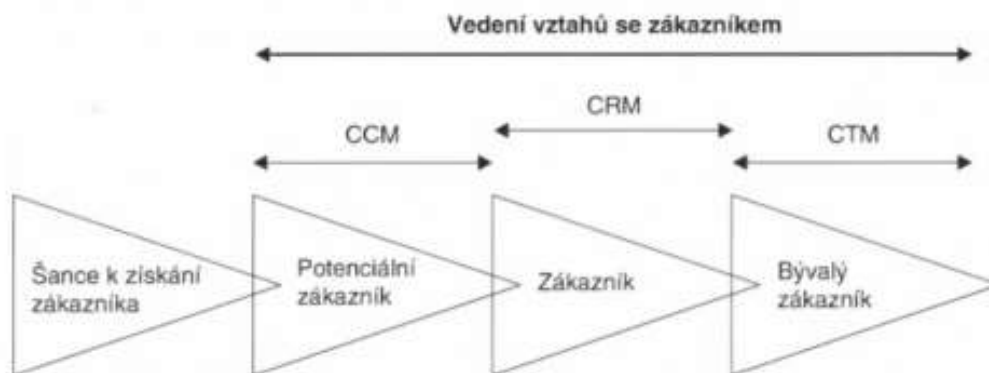 Vedení vztahů se zákazníkem
CRM
CCM
CTM
Šance k získání
zákazníka
Potenciální
zákazník
Zákazník
Bývalý
zákazník